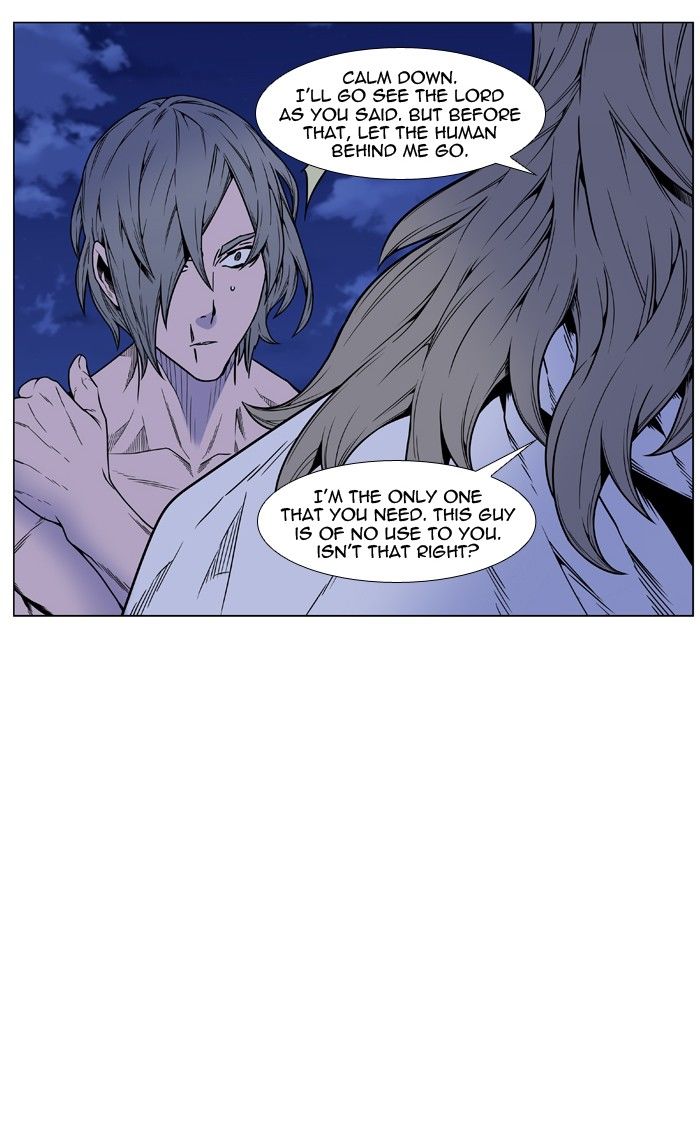 CALM DOWN.
I'LL GO SEE THE LORD
AS YOU SAID. BUT BEFORE
THAT, LET THE HUMAN
BEHIND ME GO.
I'M THE ONLY ONE
THAT YOU NEED. THIS GUY
IS OF NO USE TO YOU.
ISN'T THAT RIGHT?